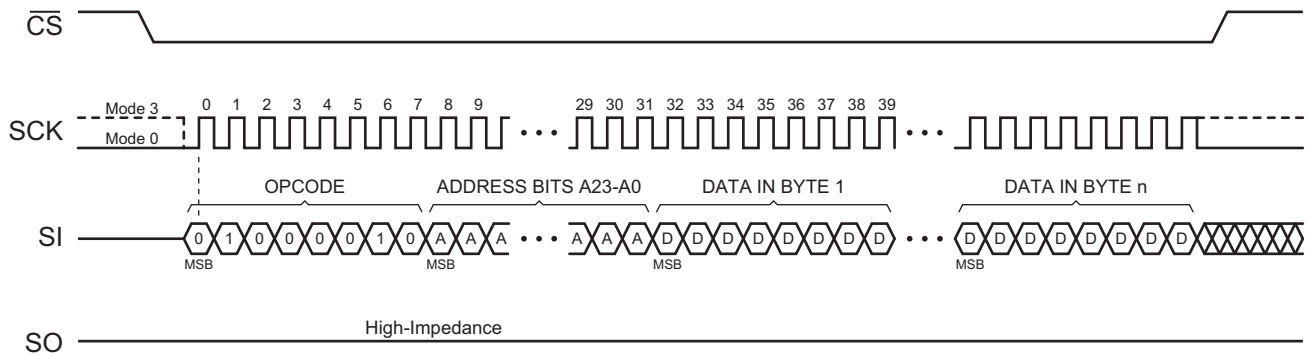 CS
Mode 3
0 1 2 3 4 5 6 7 8 9 29 30 31 32 33 34 35 36 37 38 39
SCK
Mode 0
OPCODE ADDRESS BITS A23-A0 DATA IN BYTE 1 DATA IN BYTE n
SI 0 1 0 0 0 0 1 0 A A A A A A D D D D D D D D D D D D D D D D
MSB MSB MSB MSB
High-Impedance
SO